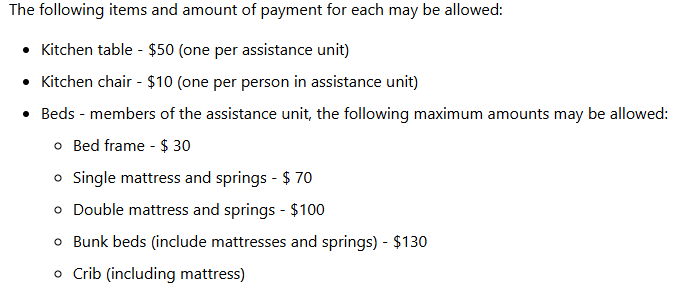 The following items and amount of payment for each may be allowed:
• Kitchen table - $50 (one per assistance unit)
• Kitchen chair - $10 (one per person in assistance unit)
• Beds - members of the assistance unit, the following maximum amounts may be allowed:
○ Bed frame - $ 30
○ Single mattress and springs - $ 70
○ Double mattress and springs - $100
○ Bunk beds (include mattresses and springs) - $130
○ Crib (including mattress)